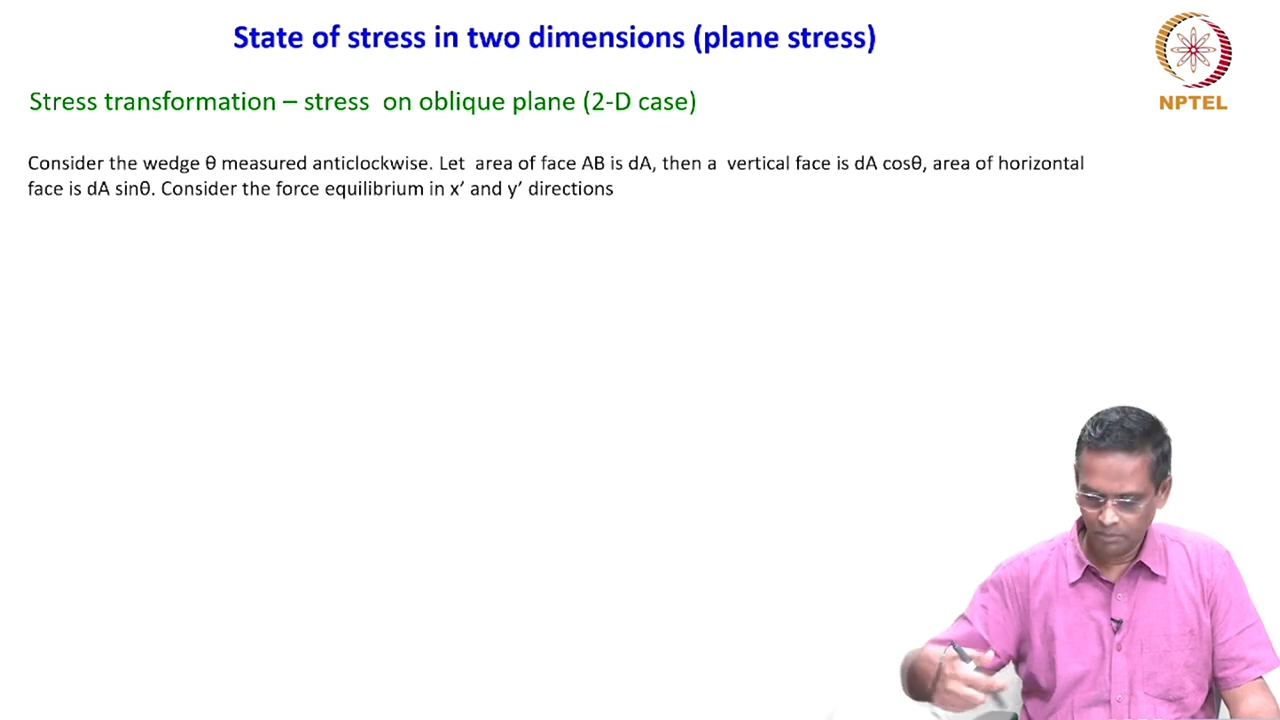 State of stress in two dimensions (plane stress)
NPTEL
Stress transformation – stress on oblique plane (2-D case)
Consider the wedge θ measured anticlockwise. Let area of face AB is dA, then a vertical face is dA cosθ, area of horizontal
face is dA sinθ. Consider the force equilibrium in x’ and y’ directions